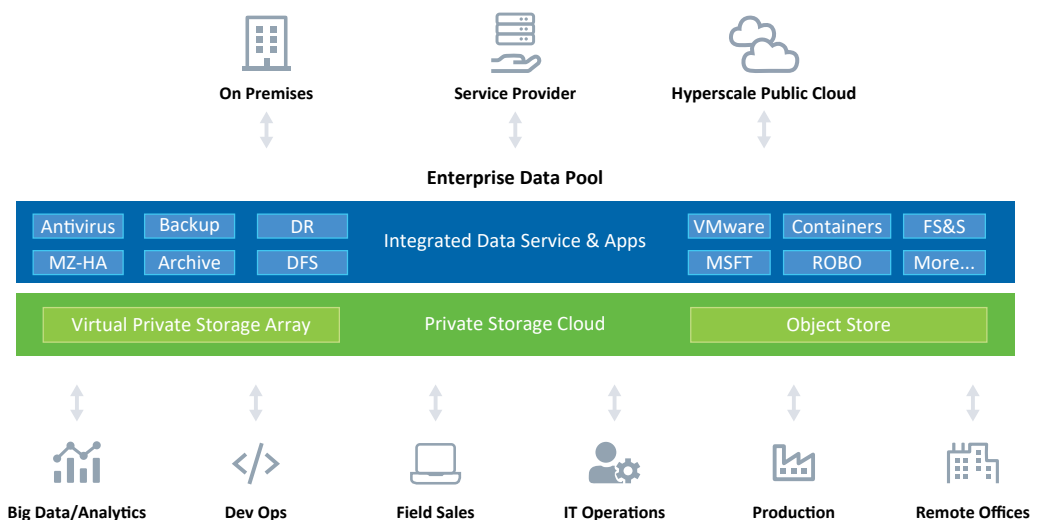 On Premises
Service Provider
Hyperscale Public Cloud
Enterprise Data Pool
Antivirus
Backup
DR
Integrated Data Service & Apps
VMware
Containers
FS&S
MZ-HA
Archive
DFS
MSFT
ROBO
More...
Virtual Private Storage Array
Private Storage Cloud
Object Store
Big Data/Analytics
Dev Ops
Field Sales
IT Operations
Production
Remote Offices